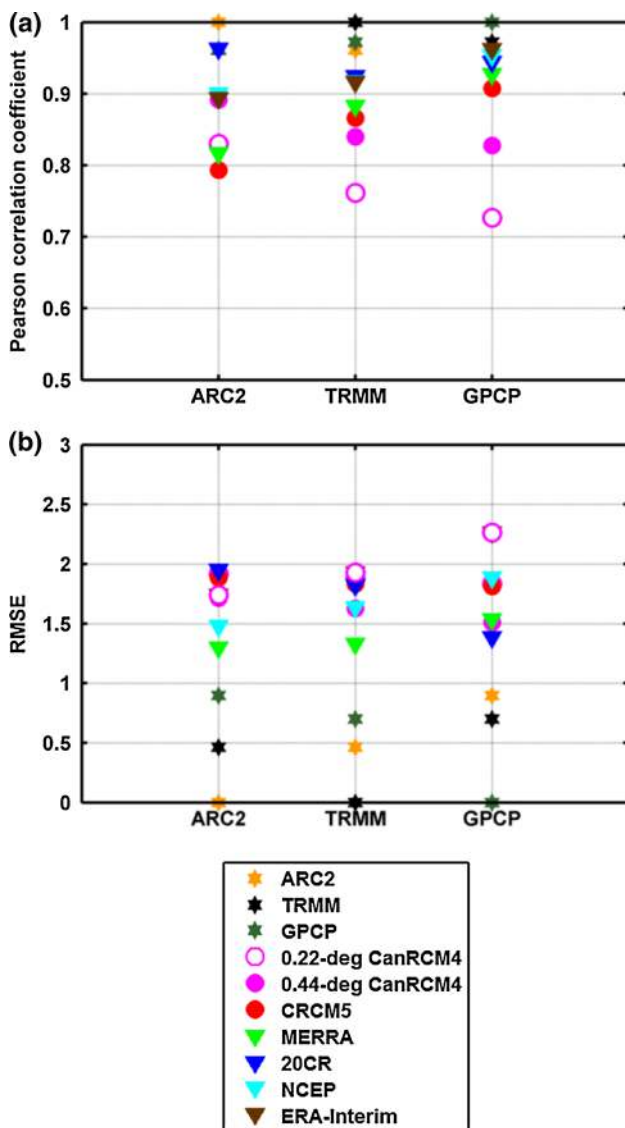 (a)
1
0.9
0.8
0.7
0.6
0.5
Pearson correlation coefficient
ARC2 TRMM GPCP
(b)
3
2.5
2
1.5
1
0.5
0
RMSE
ARC2 TRMM GPCP
ARC2
TRMM
GPCP
0.22-deg CanRCM4
0.44-deg CanRCM4
CRCM5
MERRA
20CR
NCEP
ERA-Interim